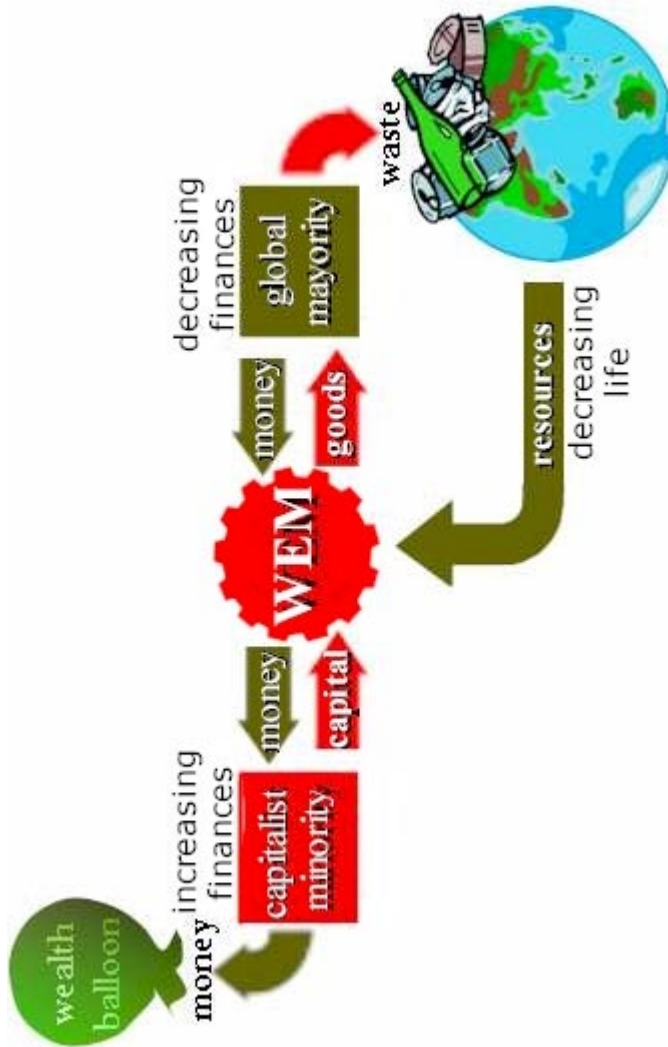 wealth
balloon
money
increasing
finances
capitalist
minority
money
capital
WEM
money
goods
decreasing
finances
global
mayority
waste
resources
decreasing
life